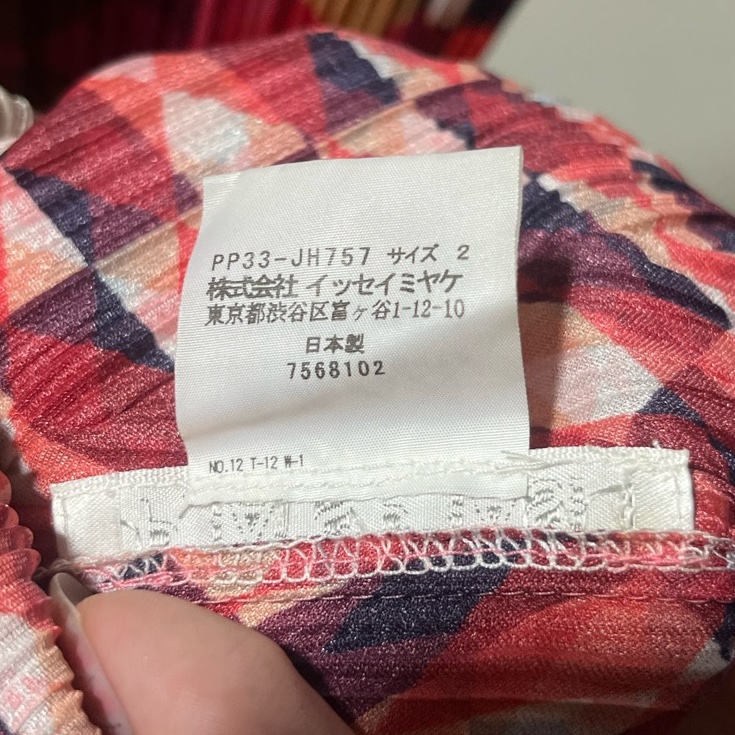 PP33-JH757 サイズ 2
株式会社 イッセイミヤケ
東京都渋谷区富ヶ谷1-12-10
日本製
7568102
NO.12 T-12 W-1